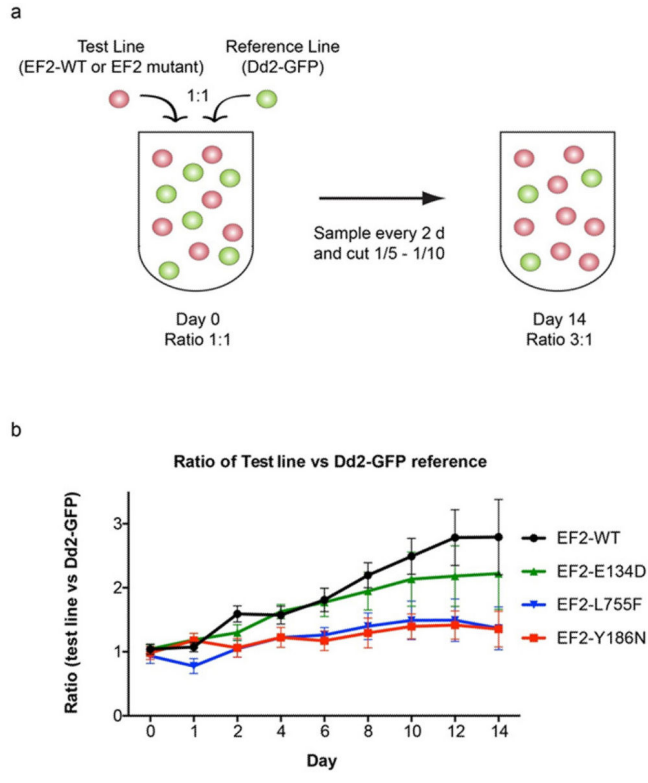 a
Test Line
(EF2-WT or EF2 mutant)
Reference Line
(Dd2-GFP)
1:1
Sample every 2 d
and cut 1/5 - 1/10
Day 0
Ratio 1:1
Day 14
Ratio 3:1
b
Ratio of Test line vs Dd2-GFP reference
Ratio (test line vs Dd2-GFP)
3
2
1
0
0 1 2 4 6 8 10 12 14
Day
EF2-WT
EF2-E134D
EF2-L755F
EF2-Y186N